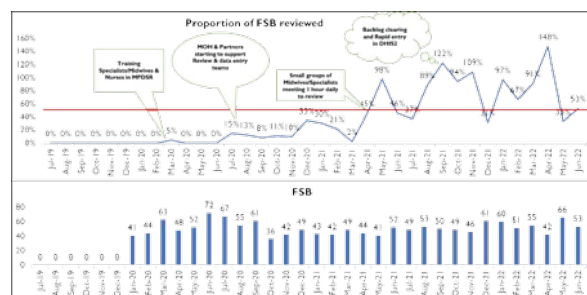 Proportion of FSB reviewed
160%
140%
120%
100%
80%
60%
40%
20%
0%
Training
Specialists/Midwives &
Nurses in MPDSR
MOH & Partners
starting to support
Review & data entry
teams
Small groups of
Midwives/Specialists
meeting 1 hour daily
to review
Backlog clearing
and Rapid entry
in DHIS2
0% 0% 0% 0% 0% 0% 0% 0% 5% 0% 0% 0% 15% 13% 8% 11% 10% 33% 30% 21% 2% 45% 98% 46% 37% 89% 122% 94% 109% 97% 67% 91% 148% 53%
Jul-19 Aug-19 Sep-19 Oct-19 Nov-19 Dec-19 Jan-20 Feb-20 Mar-20 Apr-20 May-20 Jun-20 Jul-20 Aug-20 Sep-20 Oct-20 Nov-20 Dec-20 Jan-21 Feb-21 Mar-21 Apr-21 May-21 Jun-21 Jul-21 Aug-21 Sep-21 Oct-21 Nov-21 Dec-21 Jan-22 Feb-22 Mar-22 Apr-22 May-22 Jun-22
FSB
80
60
40
20
0
0 0 0 0 0 0 41 44 63 48 52 72 67 55 61 36 42 49 43 42 49 44 41 52 49 53 50 49 46 61 60 51 55 42 66 53
Jul-19 Aug-19 Sep-19 Oct-19 Nov-19 Dec-19 Jan-20 Feb-20 Mar-20 Apr-20 May-20 Jun-20 Jul-20 Aug-20 Sep-20 Oct-20 Nov-20 Dec-20 Jan-21 Feb-21 Mar-21 Apr-21 May-21 Jun-21 Jul-21 Aug-21 Sep-21 Oct-21 Nov-21 Dec-21 Jan-22 Feb-22 Mar-22 Apr-22 May-22 Jun-22